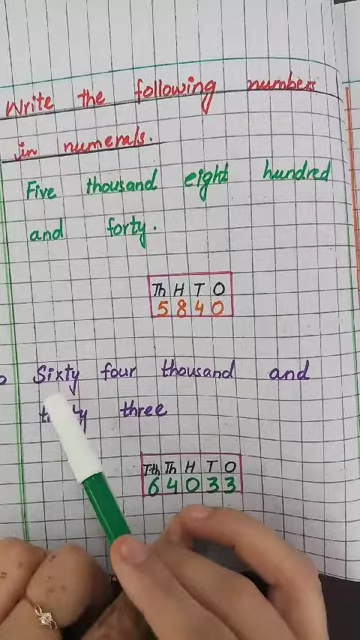 Write the following numbers
in numerals.
Five thousand eight hundred
and forty.
Th H T O
5 8 4 0
Sixty four thousand and
three
Tth Th H T O
6 4 0 3 3